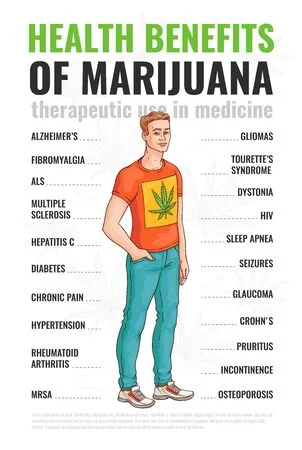 HEALTH BENEFITS
OF MARIJUANA
therapeutic use in medicine
ALZHEIMER'S
FIBROMYALGIA
ALS
MULTIPLE
SCLEROSIS
HEPATITIS C
DIABETES
CHRONIC PAIN
HYPERTENSION
RHEUMATOID
ARTHRITIS
MRSA
GLIOMAS
TOURETTE'S
SYNDROME
DYSTONIA
HIV
SLEEP APNEA
SEIZURES
GLAUCOMA
CROHN'S
PRURITUS
INCONTINENCE
OSTEOPOROSIS